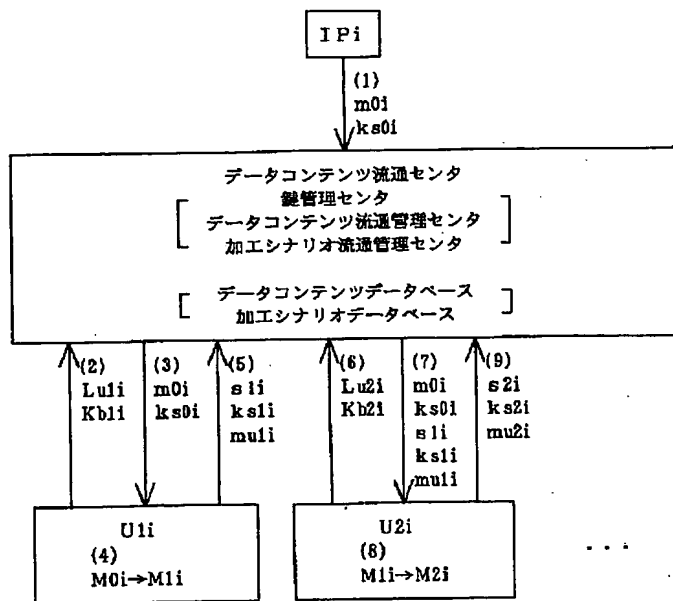 IPi
(1)
m0i
ks0i
データコンテンツ流通センタ
鍵管理センタ
データコンテンツ流通管理センタ
加工シナリオ流通管理センタ
データコンテンツデータベース
加工シナリオデータベース
(2)
Lu1i
Kb1i
(3)
m0i
ks0i
(5)
s1i
ks1i
mu1i
(6)
Lu2i
Kb2i
(7)
m0i
ks0i
s1i
ks1i
mu1i
(9)
s2i
ks2i
mu2i
U1i
(4)
M0i→M1i
U2i
(8)
M1i→M2i
...